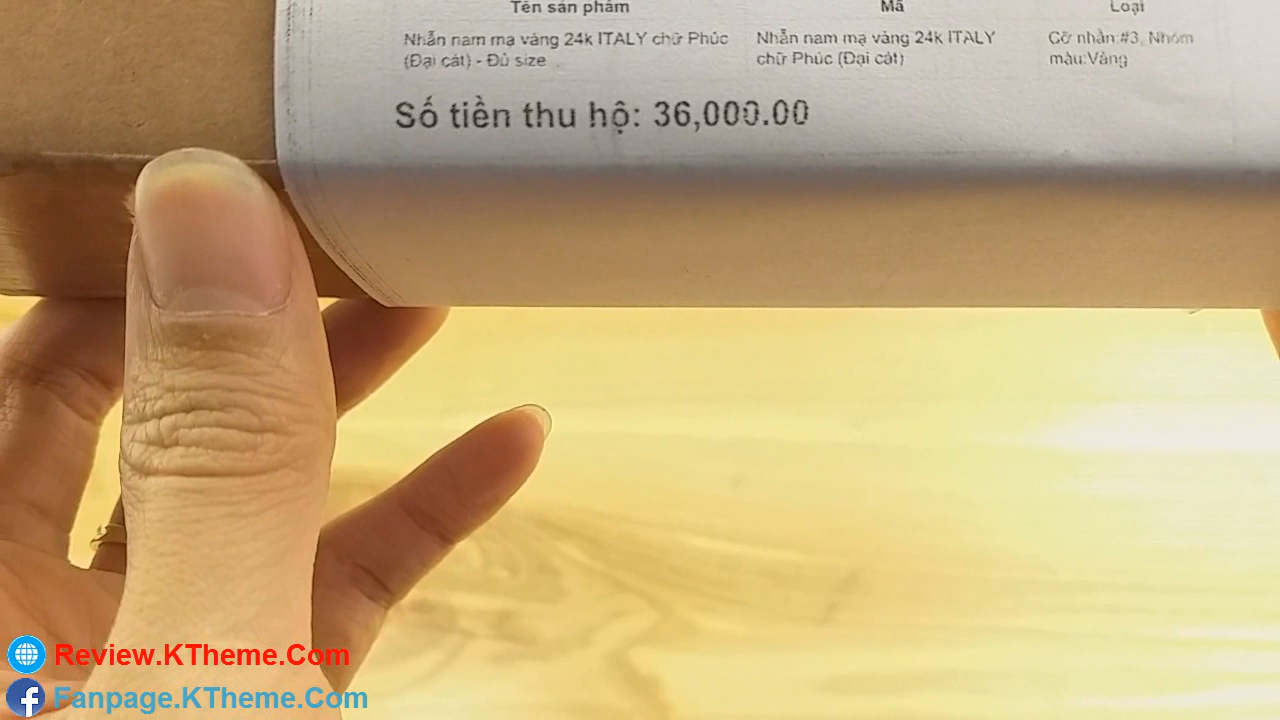 Tên sản phẩm Mã Loại
Nhẫn nam mạ vàng 24k ITALY chữ Phúc Nhẫn nam mạ vàng 24k ITALY Cỡ nhẫn:#3, Nhóm
(Đại cát) - Đủ size chữ Phúc (Đại cát) màu:Vàng
Số tiền thu hộ: 36,000.00
Review.KTheme.Com
Fanpage.KTheme.Com